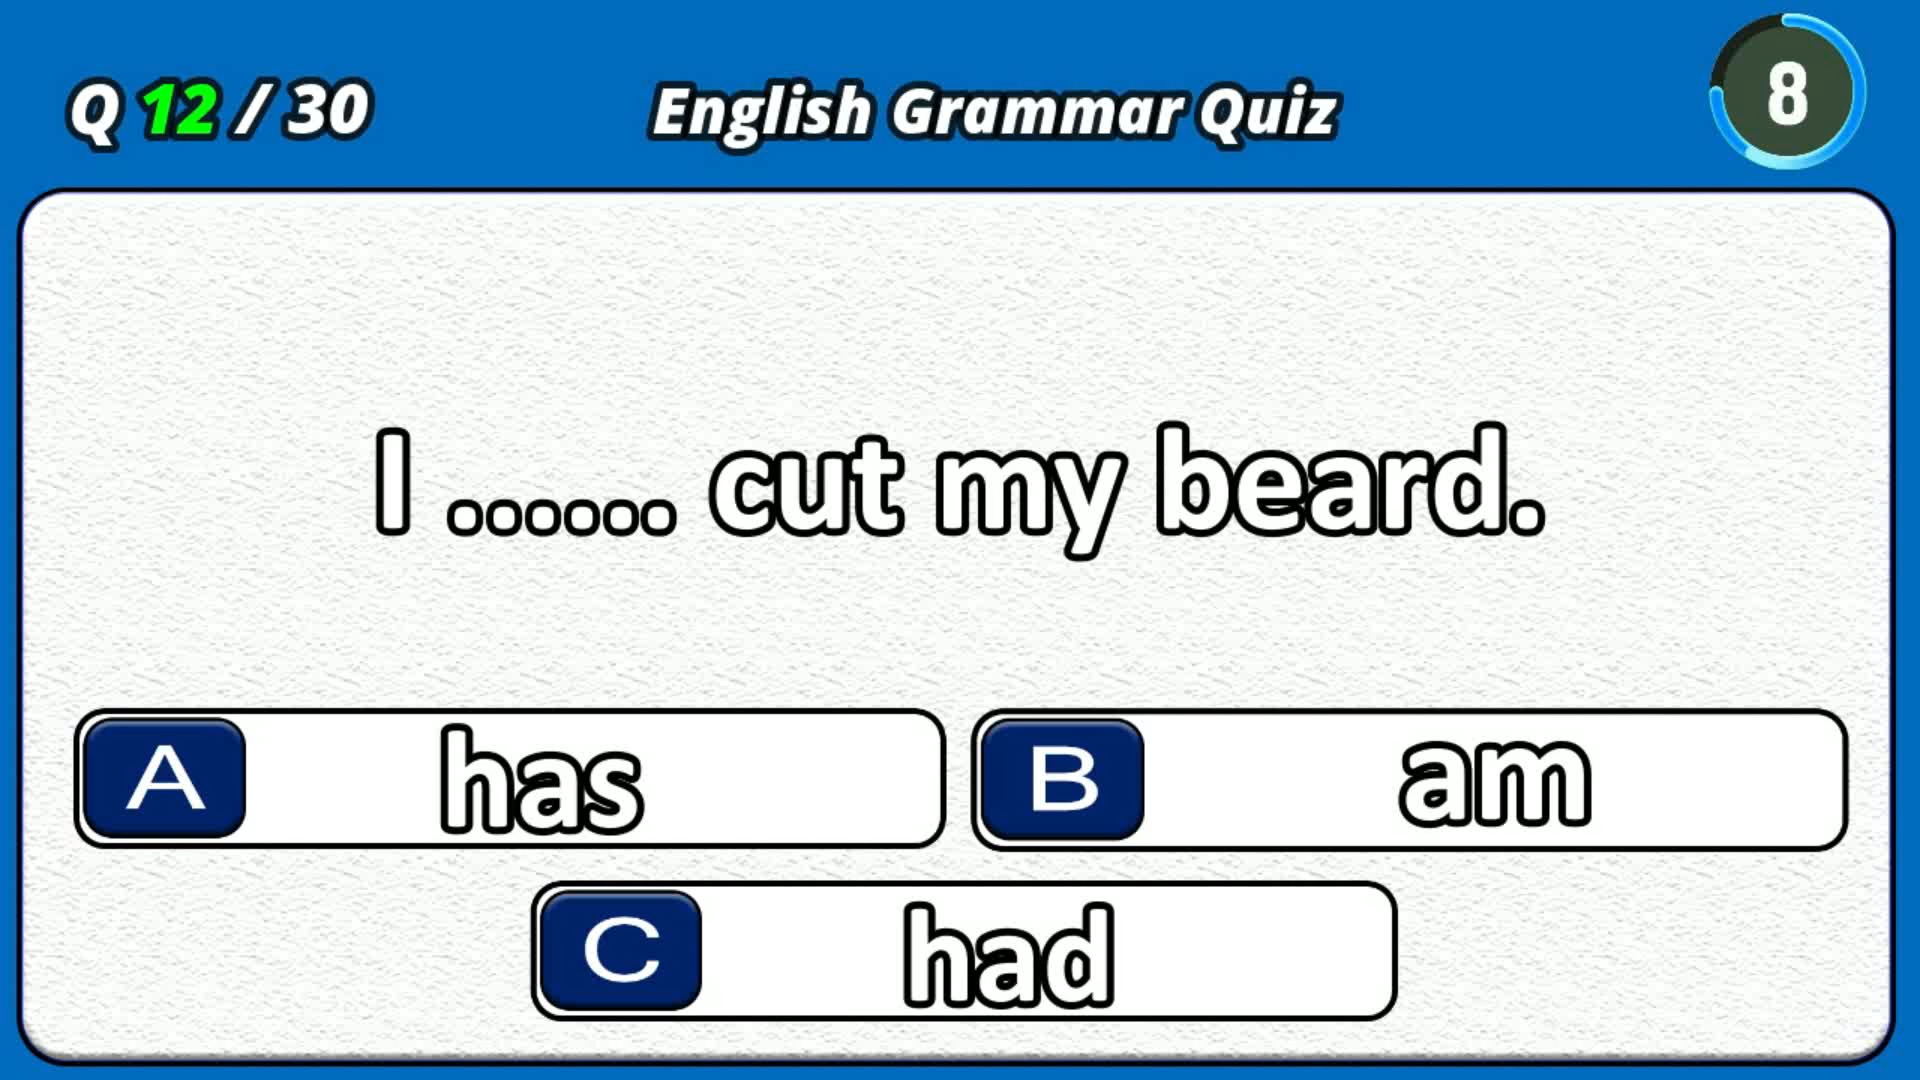 Q 12 / 30
English Grammar Quiz
8
I ...... cut my beard.
A has
B am
C had